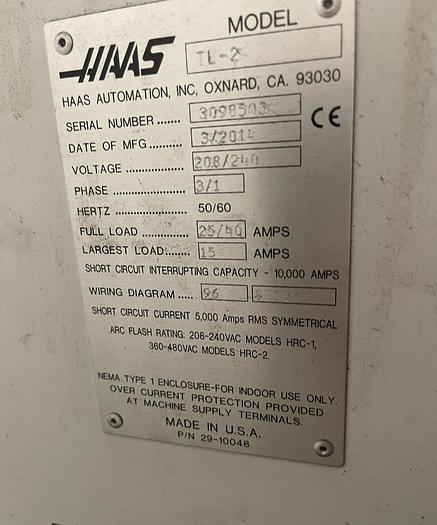 HAAS
MODEL
TL-2
HAAS AUTOMATION, INC, OXNARD, CA. 93030
SERIAL NUMBER ...... 3098503
DATE OF MFG .......... 3/2014
VOLTAGE .................. 208/240
PHASE ...................... 3/1
HERTZ ...................... 50/60
FULL LOAD .............. 25/40 AMPS
LARGEST LOAD....... 15 AMPS
SHORT CIRCUIT INTERRUPTING CAPACITY - 10,000 AMPS
WIRING DIAGRAM .... 96
SHORT CIRCUIT CURRENT 5,000 Amps RMS SYMMETRICAL
ARC FLASH RATING: 208-240VAC MODELS HRC-1,
360-480VAC MODELS HRC-2.
NEMA TYPE 1 ENCLOSURE-FOR INDOOR USE ONLY.
OVER CURRENT PROTECTION PROVIDED
AT MACHINE SUPPLY TERMINALS.
MADE IN U.S.A.
P/N 29-10048
CE